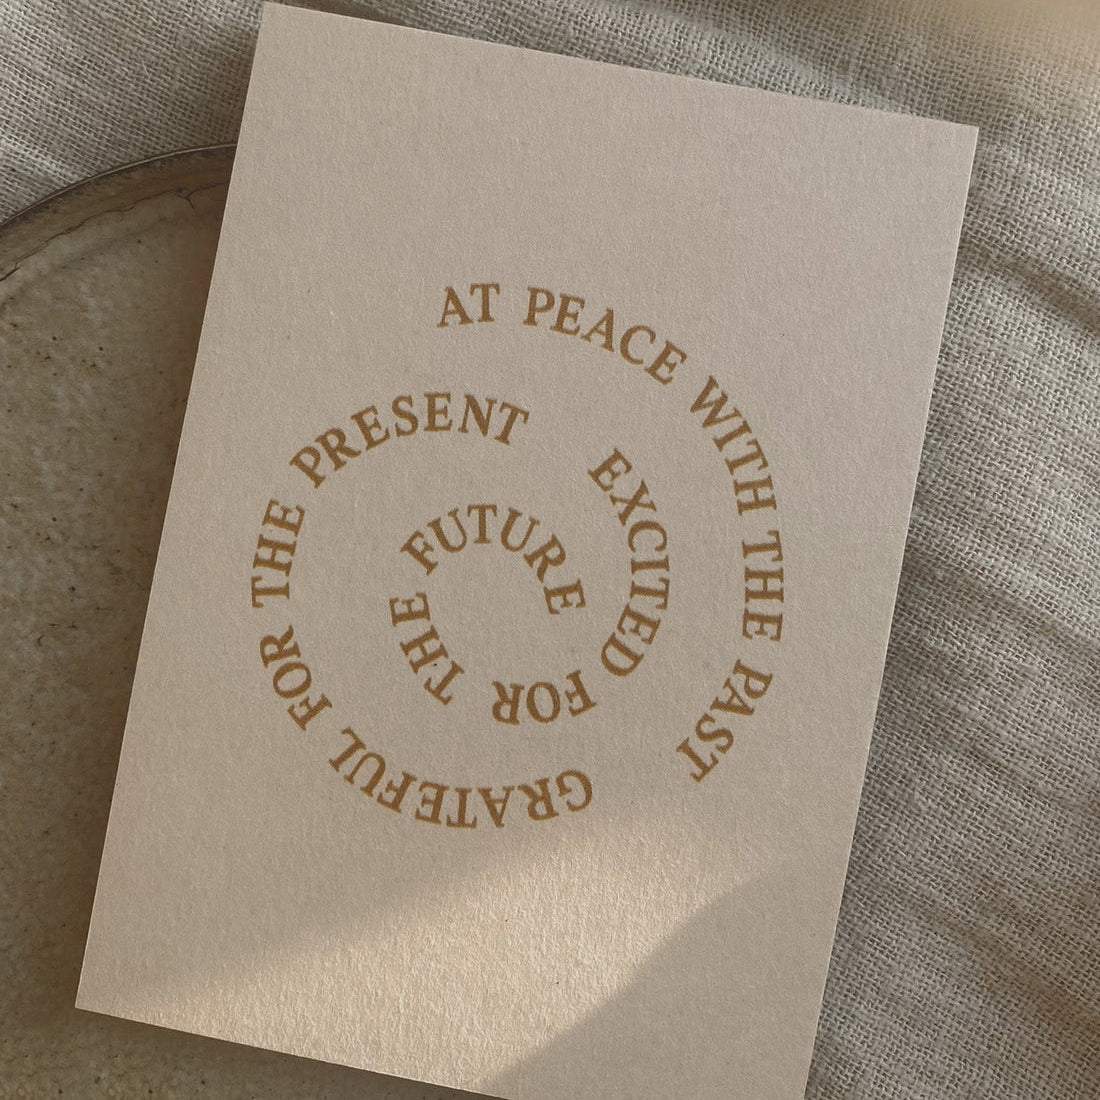 AT PEACE WITH THE PAST
GRATEFUL FOR THE PRESENT
EXCITED FOR THE FUTURE